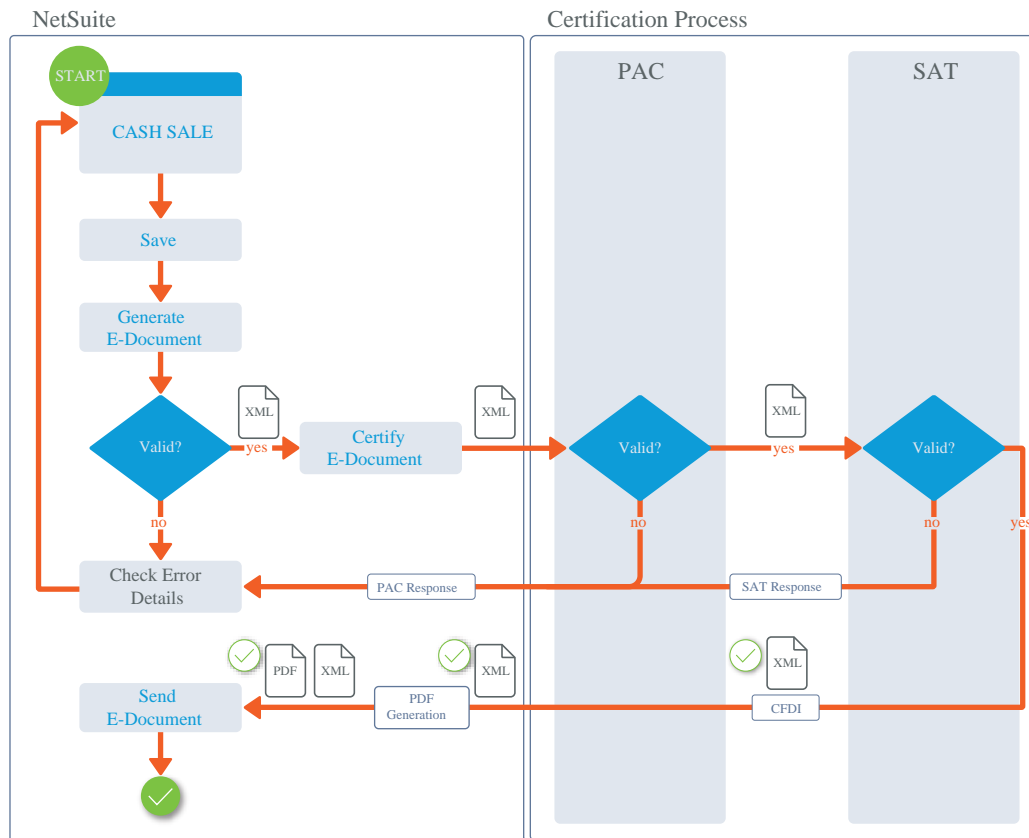 NetSuite
Certification Process
START
PAC
SAT
CASH SALE
Save
Generate
E-Document
XML
XML
XML
Valid?
yes
Certify
E-Document
Valid?
yes
Valid?
no
no
no
yes
Check Error
Details
PAC Response
SAT Response
PDF
XML
XML
XML
Send
E-Document
PDF
Generation
CFDI